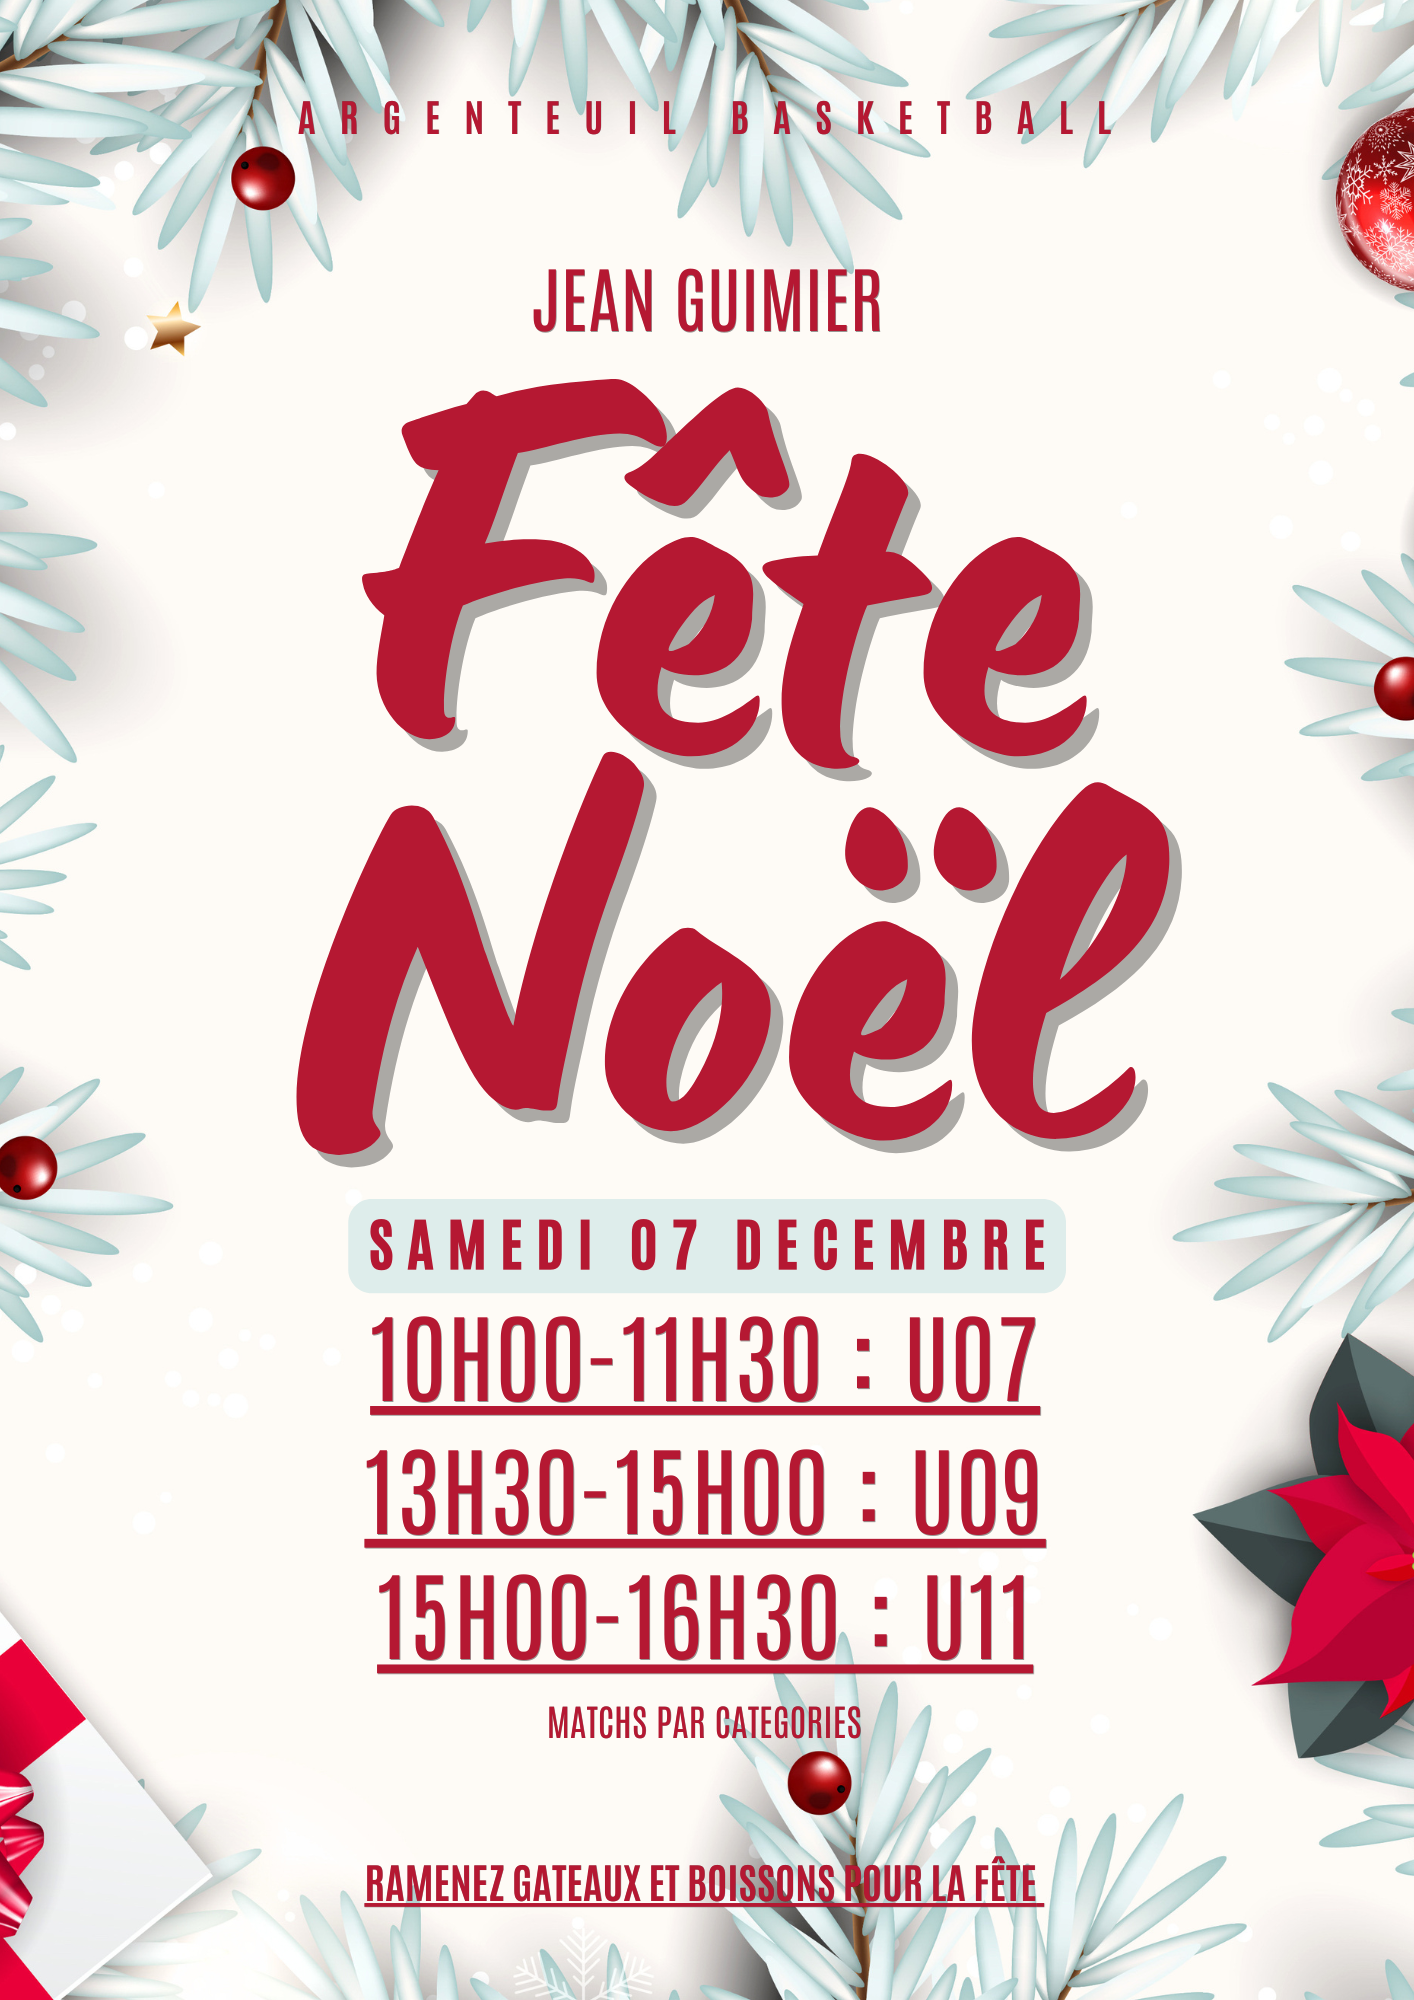 ARGENTEUIL BASKETBALL
JEAN GUIMIER
Fête
Noël
SAMEDI 07 DECEMBRE
10H00-11H30 : U07
13H30-15H00 : U09
15H00-16H30 : U11
MATCHS PAR CATEGORIES
RAMENEZ GATEAUX ET BOISSONS POUR LA FÊTE